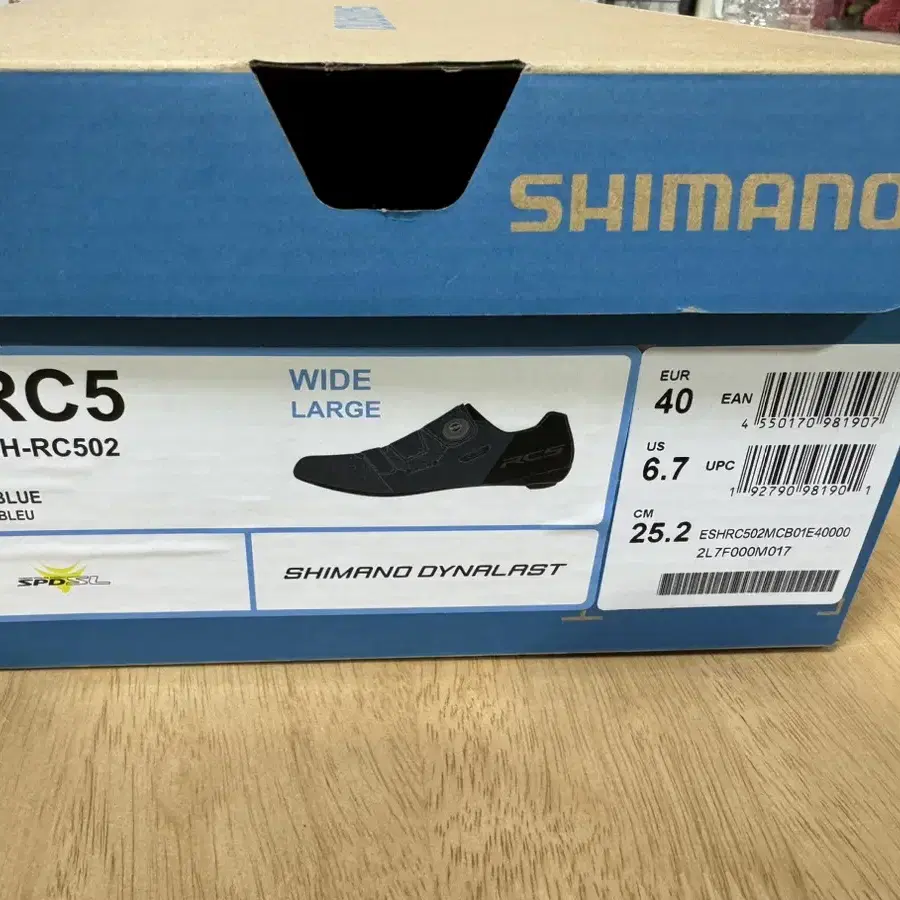 SHIMANO
RC5
H-RC502
BLUE
BLEU
WIDE
LARGE
RC5
SPD-SL
SHIMANO DYNALAST
EUR
40
EAN
4 550170 981907
US
6.7
UPC
1 92790 98190 1
CM
25.2
ESHRC502MCB01E40000
2L7F000M017